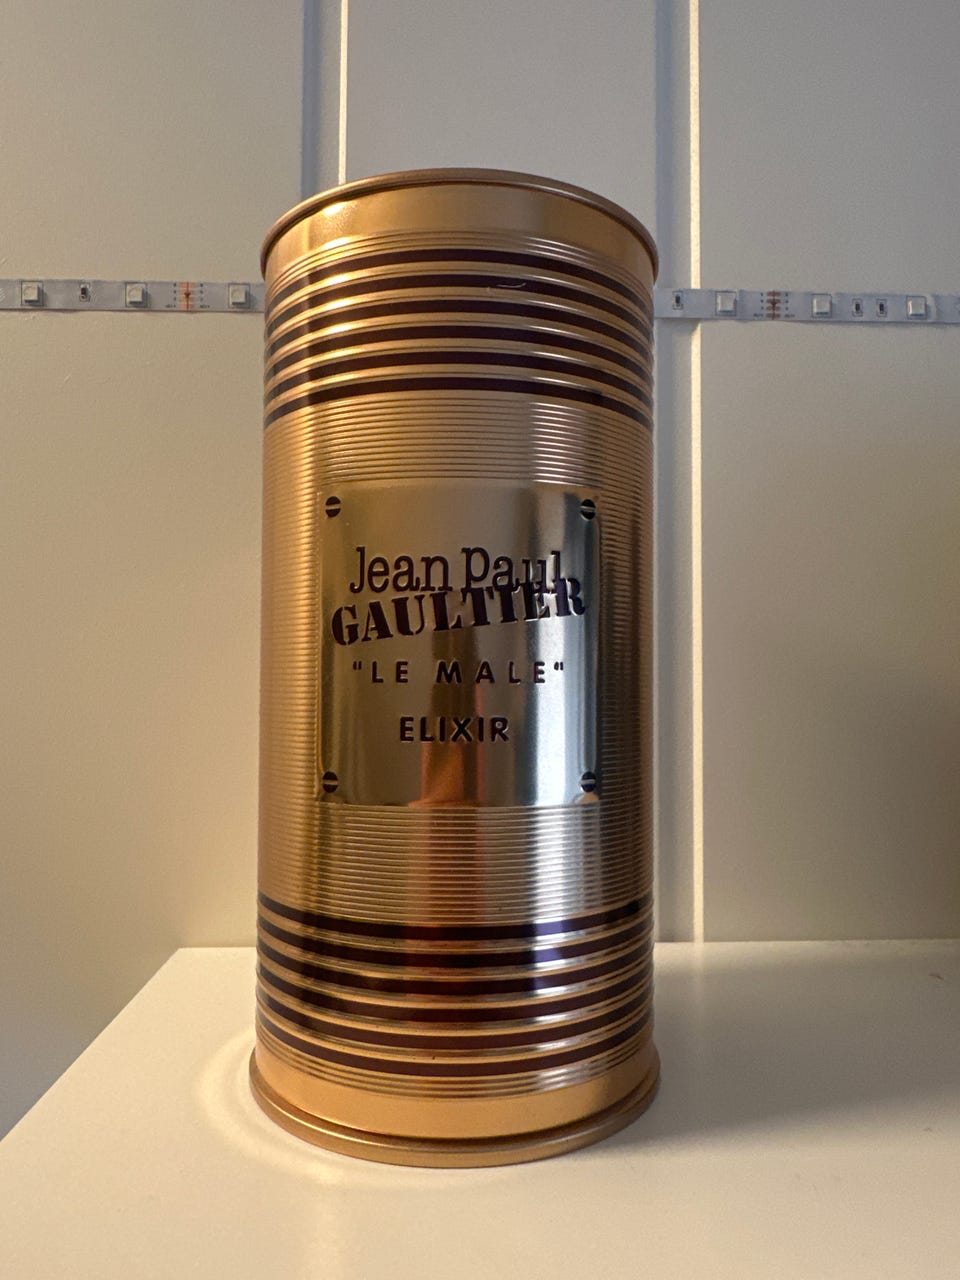 Jean Paul
GAULTIER
"LE MALE"
ELIXIR